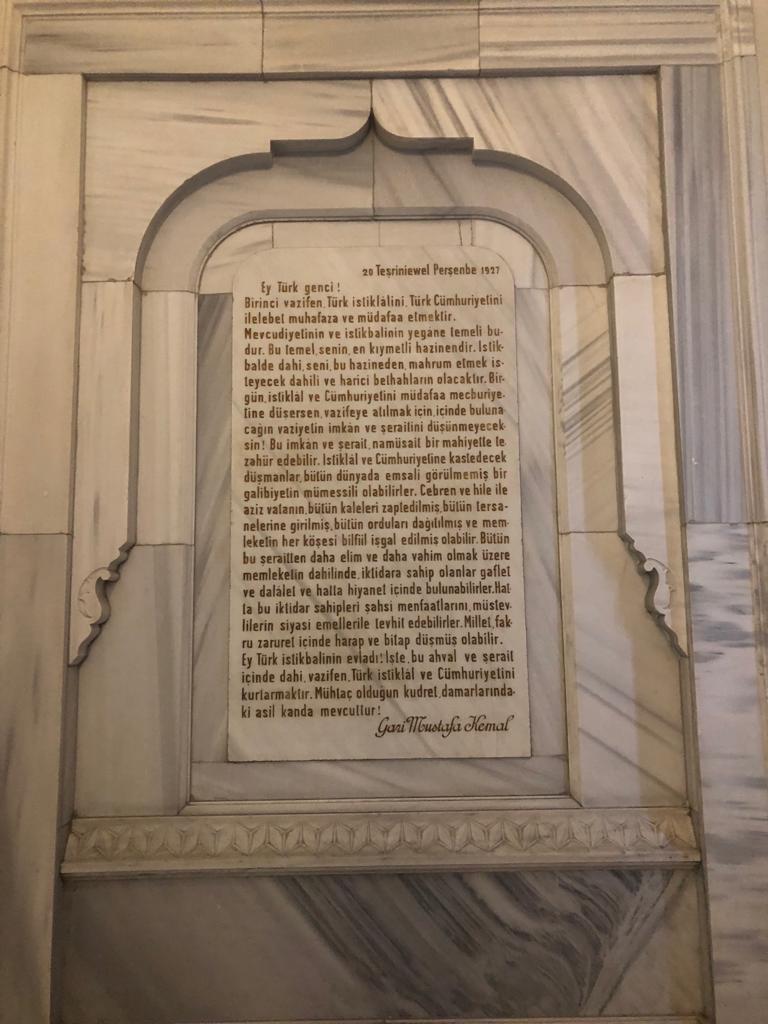 20 Teşriniewel Perşenbe 1927
Ey Türk genci!
Birinci vazifen, Türk istiklâlini, Türk Cümhuriyetini
ilelebet muhafaza ve müdafaa etmektir.
Mevcudiyetinin ve istikbalinin yegâne temeli bu-
dur. Bu temel, senin, en kıymetli hazinendir. İstik-
balde dahi, seni, bu hazineden, mahrum etmek is-
teyecek dahilî ve haricî bethahların olacaktır. Bir-
gün, istiklâl ve Cümhuriyetini müdafaa mecburiye-
tine düşersen, vazifeye atılmak için, içinde buluna
cağın vaziyetin imkân ve şeraitini düşünmeyecek-
sin! Bu imkân ve şerait, namüsait bir mahiyette te-
zahür edebilir. İstiklâl ve Cümhuriyetine kastedecek
düşmanlar, bütün dünyada emsali görülmemiş bir
galibiyetin mümessili olabilirler. Cebren ve hile ile
aziz vatanın, bütün kaleleri zaptedilmiş, bütün tersa-
nelerine girilmiş, bütün orduları dağıtılmış ve mem-
leketin her köşesi bilfiil işgal edilmiş olabilir. Bütün
bu şeraitten daha elim ve daha vahim olmak üzere
memleketin dahilinde, iktidara sahip olanlar gaflet
ve dalâlet ve hatta hiyanet içinde bulunabilirler. Hat-
ta bu iktidar sahipleri şahsi menfaatlarını, müstev-
lilerin siyasi emellerile tevhit edebilirler. Millet, fak-
ru zaruret içinde harap ve bitap düşmüş olabilir.
Ey Türk istikbalinin evladı! İşte, bu ahval ve şerait
içinde dahi, vazifen, Türk istiklâl ve Cümhuriyetini
kurtarmaktır. Mühtaç olduğun kudret, damarlarında-
ki asil kanda mevcuttur!
Gazi Mustafa Kemal